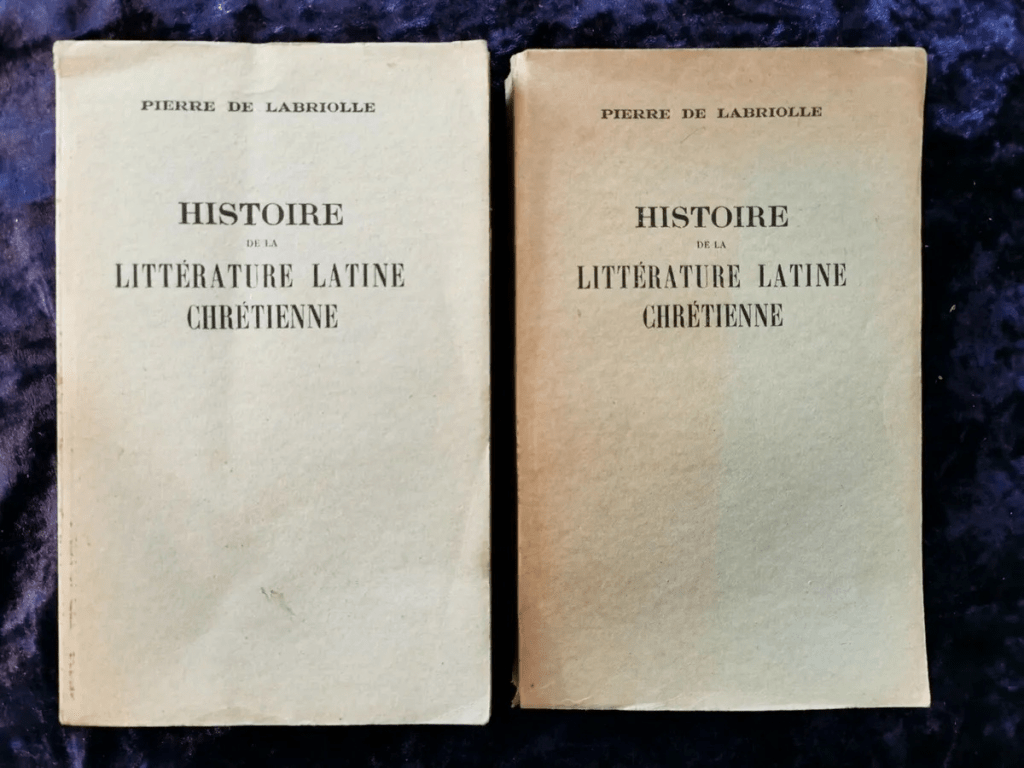 PIERRE DE LABRIOLLE
HISTOIRE
DE LA
LITTÉRATURE LATINE
CHRÉTIENNE
PIERRE DE LABRIOLLE
HISTOIRE
DE LA
LITTÉRATURE LATINE
CHRÉTIENNE